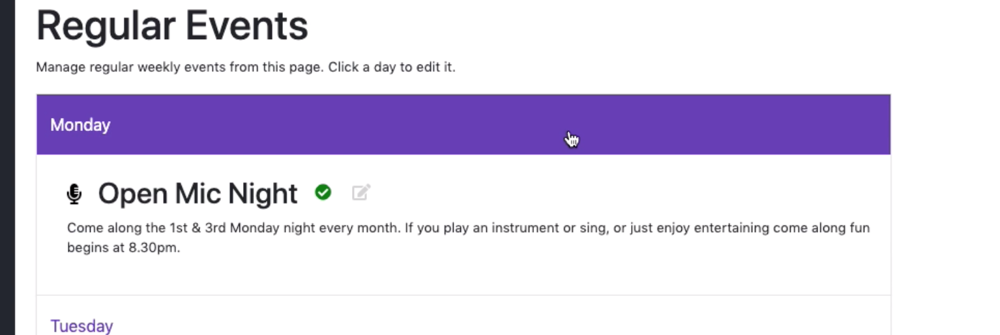 Regular Events
Manage regular weekly events from this page. Click a day to edit it.
Monday
Open Mic Night
Come along the 1st & 3rd Monday night every month. If you play an instrument or sing, or just enjoy entertaining come along fun
begins at 8.30pm.
Tuesday